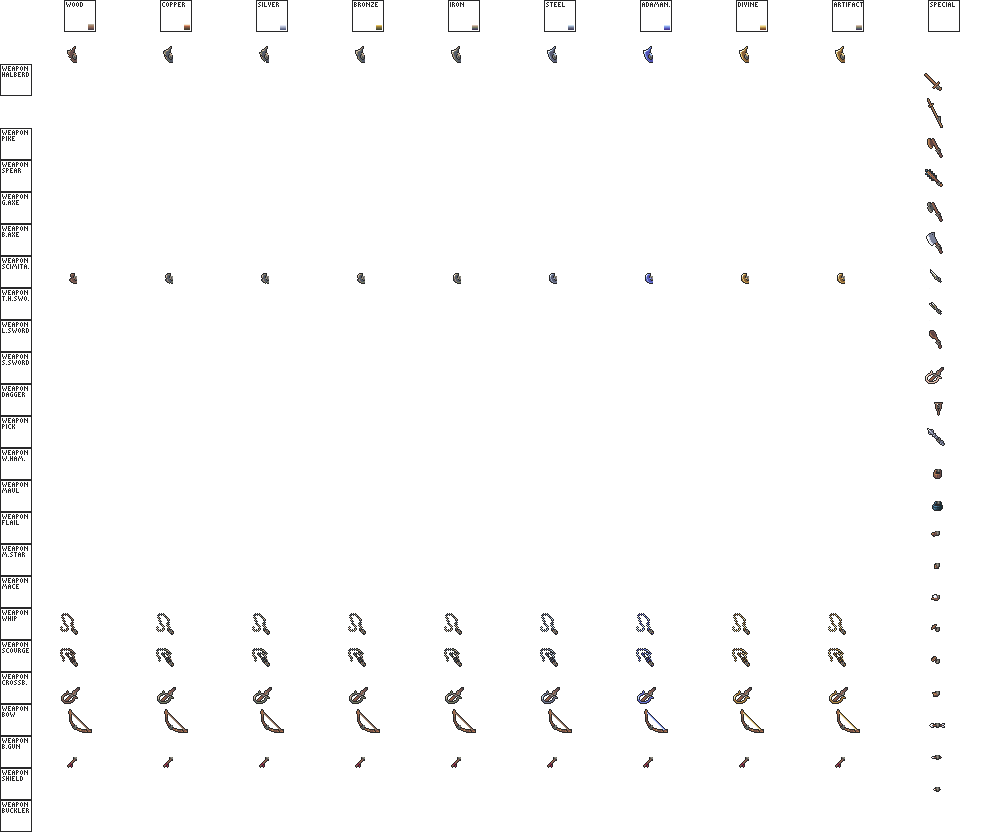 WOOD
COPPER
SILVER
BRONZE
IRON
STEEL
ADAMAN.
DIVINE
ARTIFACT
SPECIAL
WEAPON
HALBERD
WEAPON
PIKE
WEAPON
SPEAR
WEAPON
G.AXE
WEAPON
B.AXE
WEAPON
SCIMITA.
WEAPON
T.H.SWO.
WEAPON
L.SWORD
WEAPON
S.SWORD
WEAPON
DAGGER
WEAPON
PICK
WEAPON
W.HAM.
WEAPON
MAUL
WEAPON
FLAIL
WEAPON
M.STAR
WEAPON
MACE
WEAPON
WHIP
WEAPON
SCOURGE
WEAPON
CROSSB.
WEAPON
BOW
WEAPON
B.GUN
WEAPON
SHIELD
WEAPON
BUCKLER